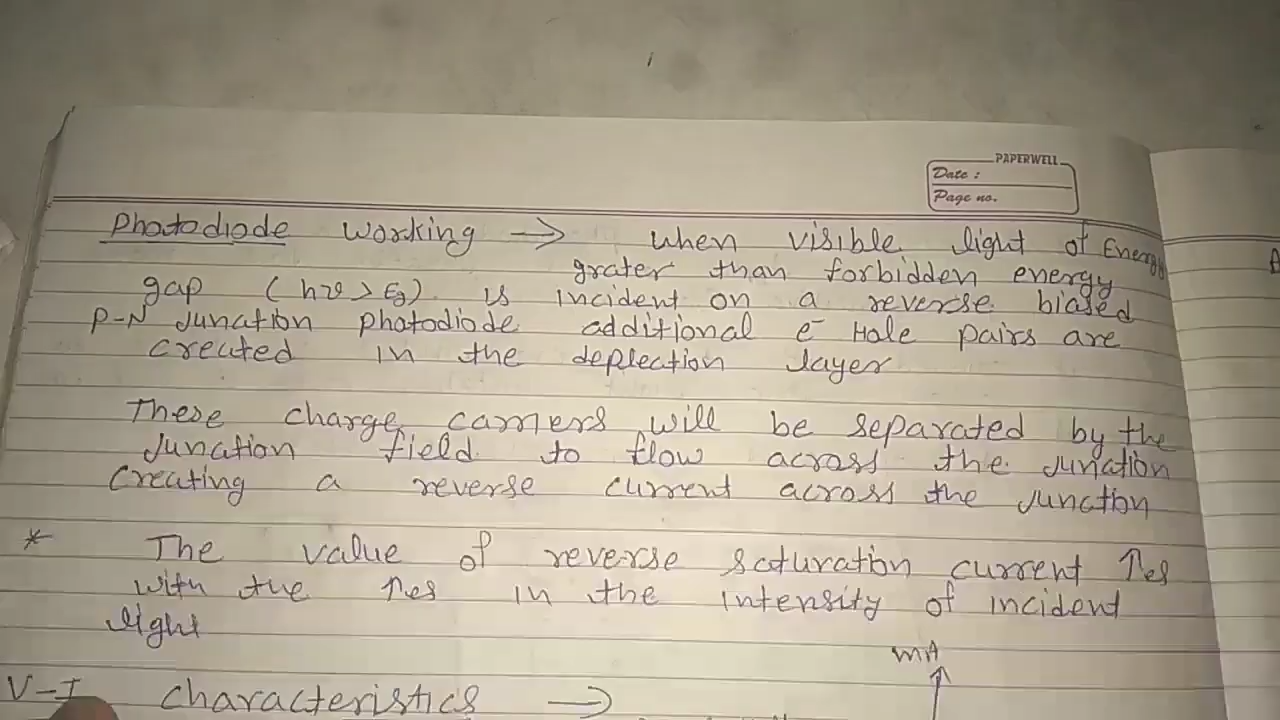 PAPERWELL
Date :
Page no.
Photodiode working → when visible light of Energy
grater than forbidden energy
gap (hν > Eg) is incident on a reverse biased
P-N Junction photodiode additional e⁻ Hole pairs are
created in the deplection layer
These charge carriers will be separated by the
Junction field to flow across the Junction
Creating a reverse current across the Junction
* The value of reverse saturation current ↑es
with the ↑es in the intensity of incident
light
mA
V-I characteristics →